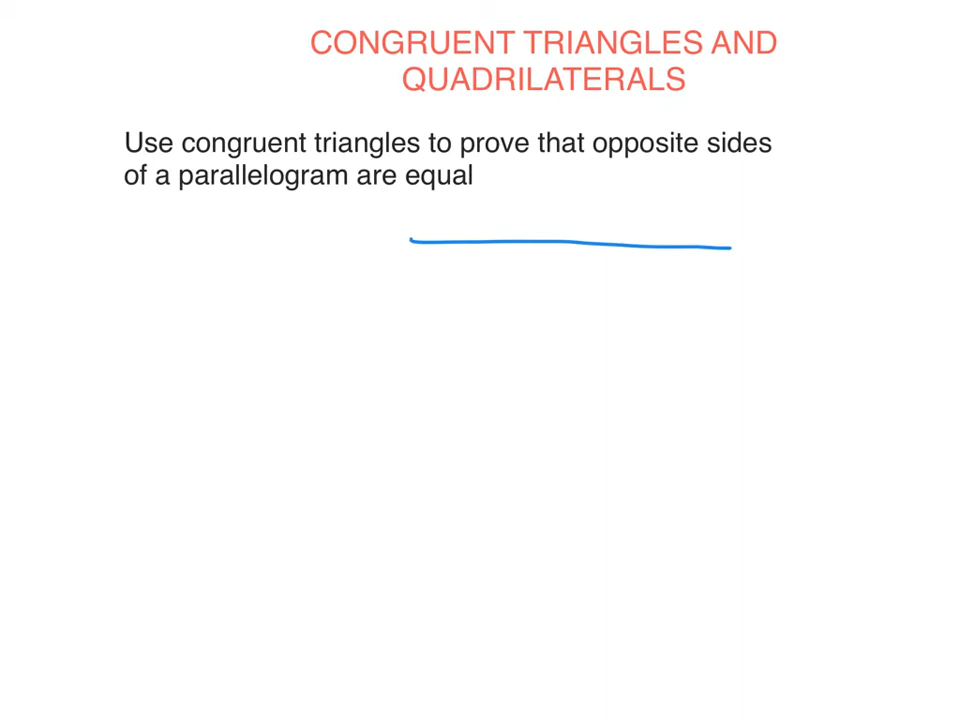 CONGRUENT TRIANGLES AND
QUADRILATERALS
Use congruent triangles to prove that opposite sides
of a parallelogram are equal